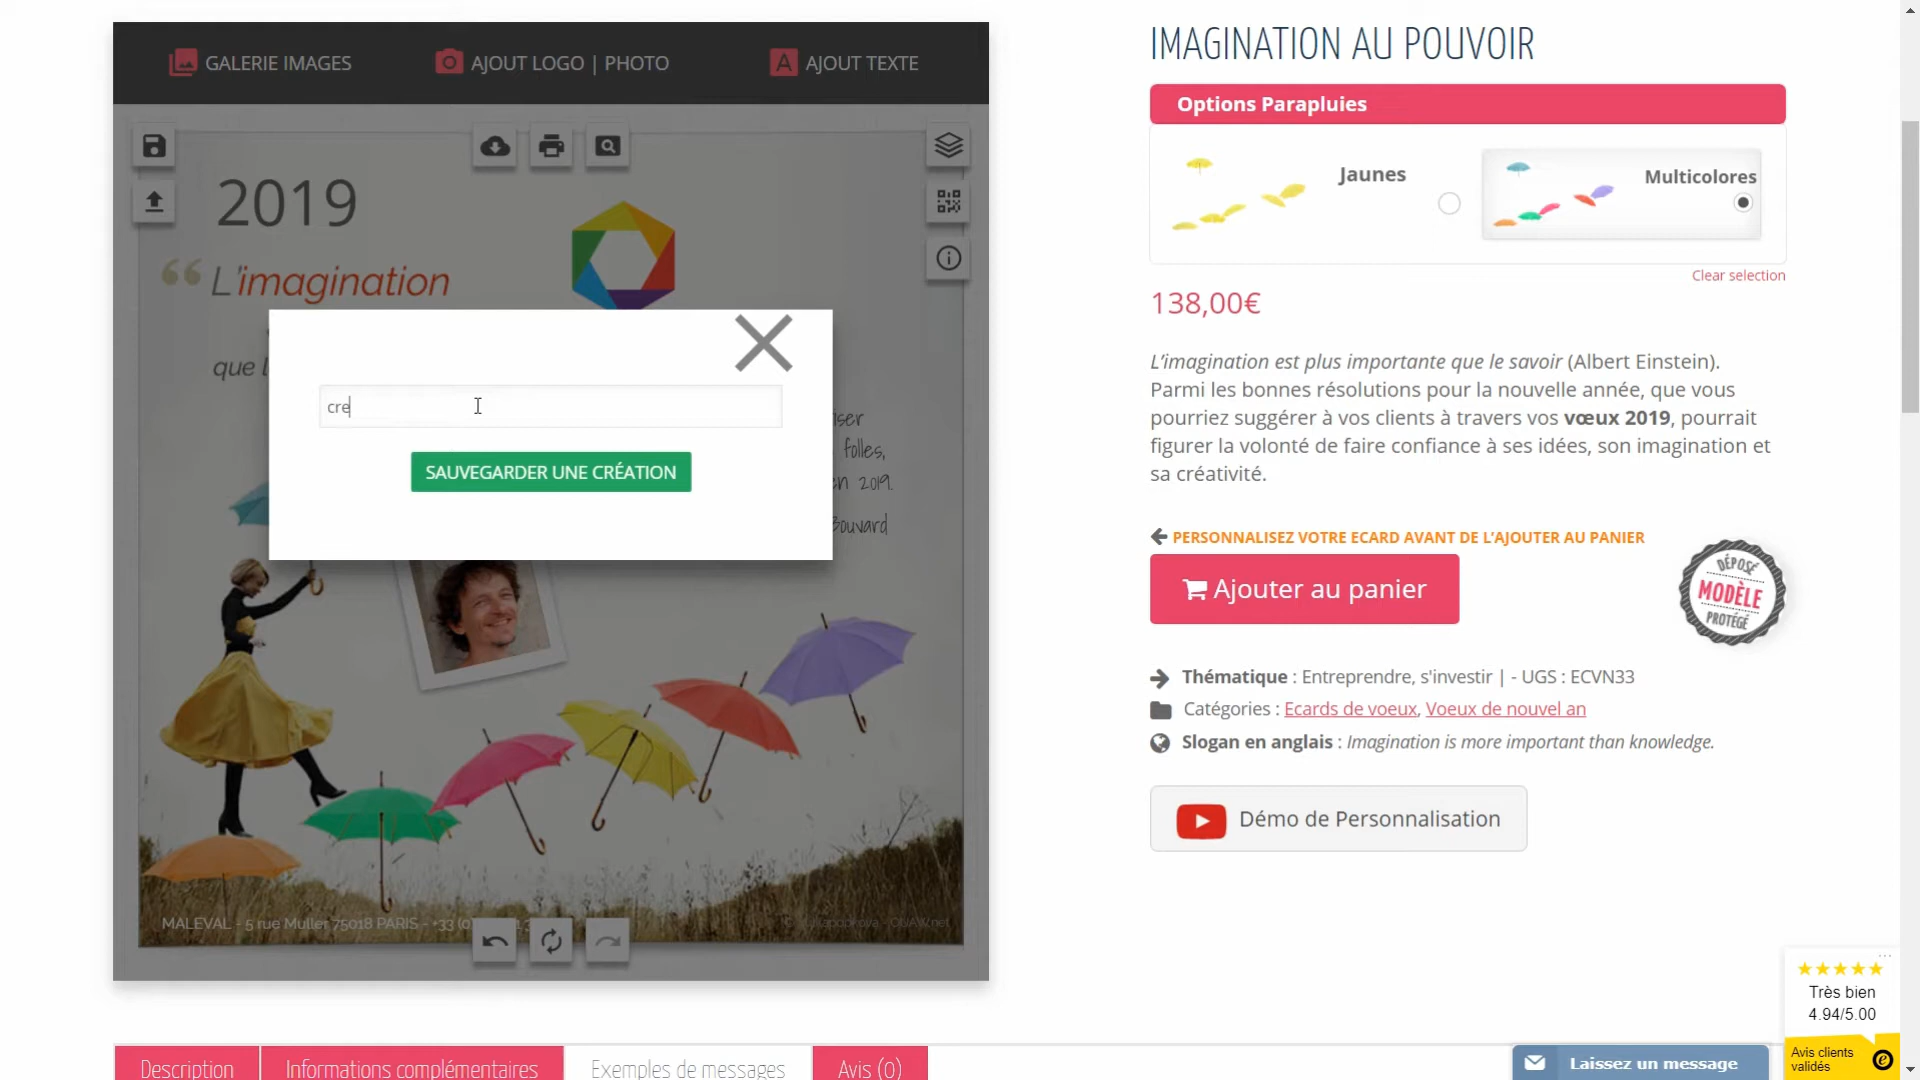 GALERIE IMAGES
AJOUT LOGO | PHOTO
AJOUT TEXTE
2019
“ L'imagination
que l
cre
SAUVEGARDER UNE CRÉATION
iser
folles,
en 2019.
Bouvard
MALEVAL - 5 rue Muller 75018 PARIS - +33 (0)
IMAGINATION AU POUVOIR
Options Parapluies
Jaunes
Multicolores
Clear selection
138,00€
L'imagination est plus importante que le savoir (Albert Einstein).
Parmi les bonnes résolutions pour la nouvelle année, que vous
pourriez suggérer à vos clients à travers vos vœux 2019, pourrait
figurer la volonté de faire confiance à ses idées, son imagination et
sa créativité.
PERSONNALISEZ VOTRE ECARD AVANT DE L'AJOUTER AU PANIER
Ajouter au panier
DÉPOSÉ
MODÈLE
PROTÉGÉ
Thématique : Entreprendre, s'investir | - UGS : ECVN33
Catégories : Ecards de voeux, Voeux de nouvel an
Slogan en anglais : Imagination is more important than knowledge.
Démo de Personnalisation
Très bien
4.94/5.00
Avis clients
validés
Description
Informations complémentaires
Exemples de messages
Avis (0)
Laissez un message